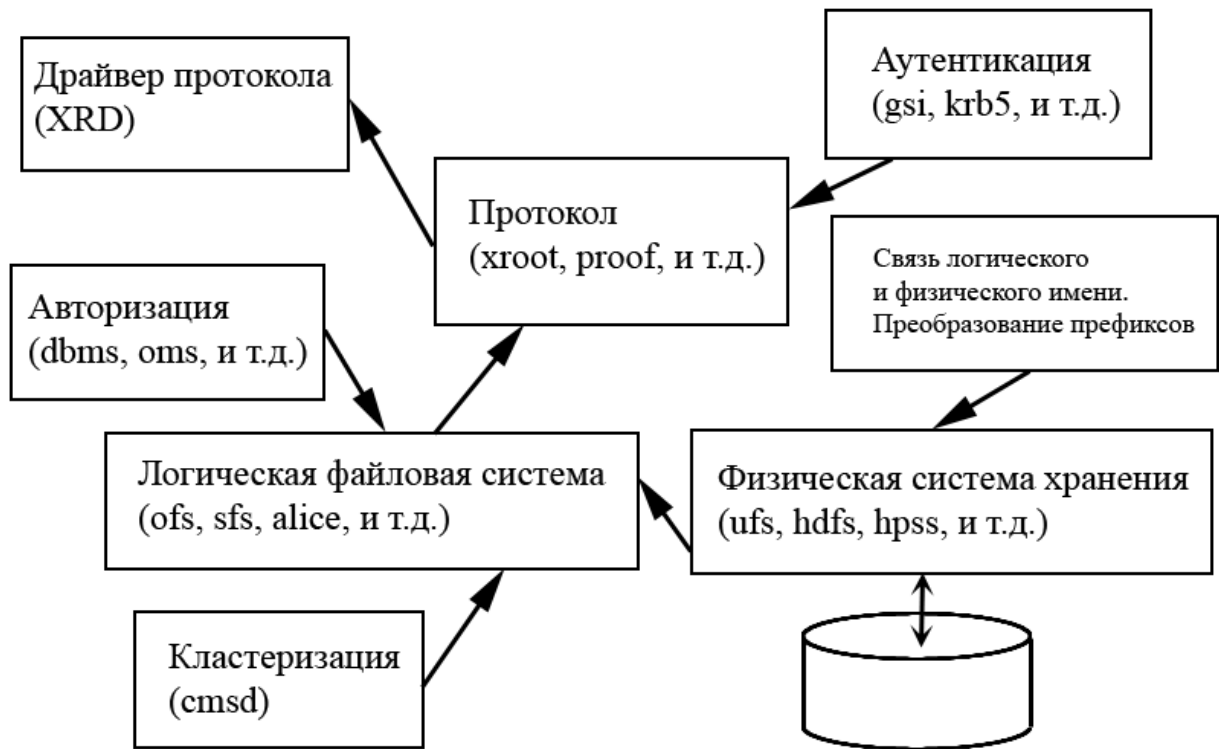 Драйвер протокола
(XRD)
Аутентикация
(gsi, krb5, и т.д.)
Протокол
(xroot, proof, и т.д.)
Связь логического
и физического имени.
Преобразование префиксов
Авторизация
(dbms, oms, и т.д.)
Логическая файловая система
(ofs, sfs, alice, и т.д.)
Физическая система хранения
(ufs, hdfs, hpss, и т.д.)
Кластеризация
(cmsd)